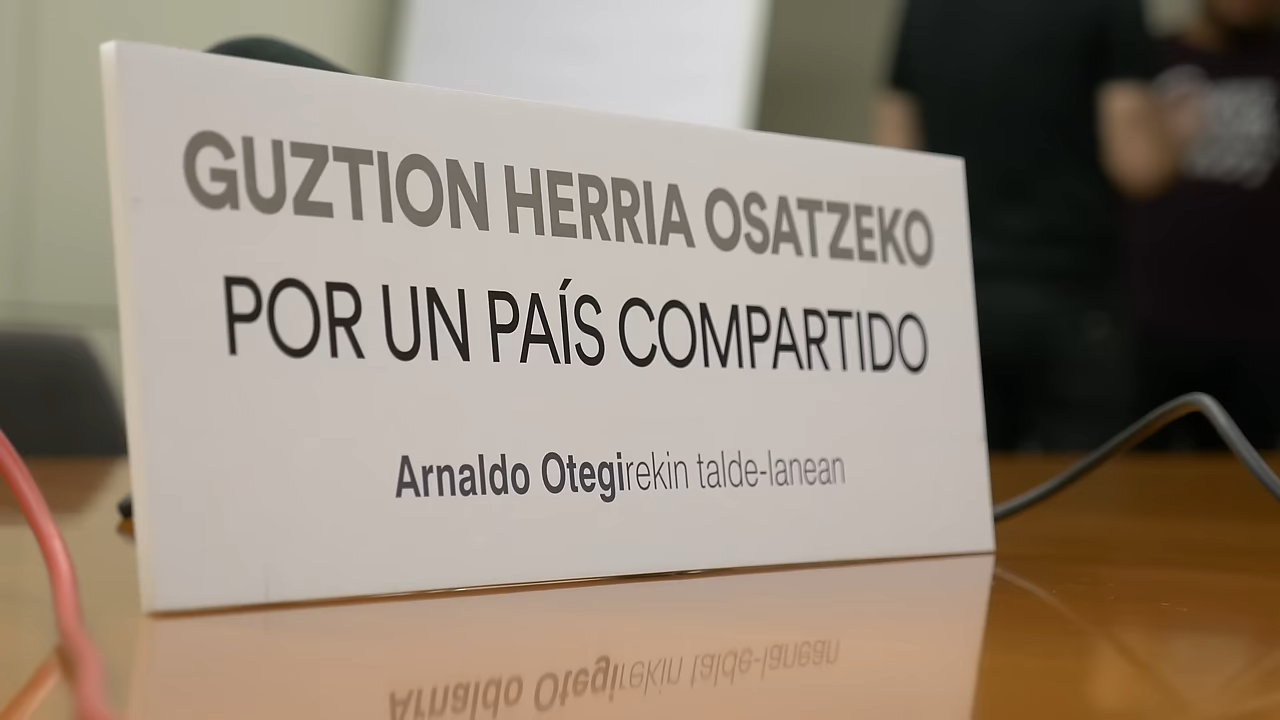 GUZTION HERRIA OSATZEKO
POR UN PAÍS COMPARTIDO
Arnaldo Otegirekin talde-lanean